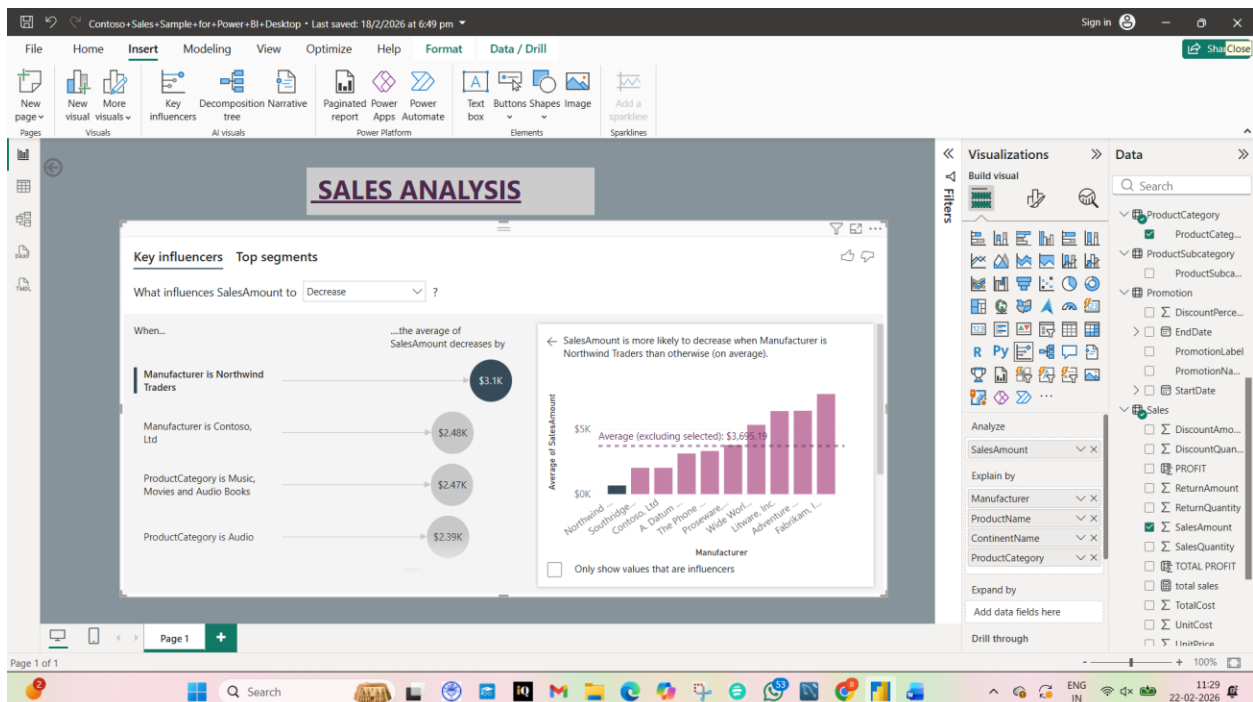 Contoso+Sales+Sample+for+Power+BI+Desktop • Last saved: 18/2/2026 at 6:49 pm
Sign in
File Home Insert Modeling View Optimize Help Format Data / Drill
Close
New page
New visual
More visuals
Key influencers
Decomposition tree
Narrative
Paginated report
Power Apps
Power Automate
Text box
Buttons
Shapes
Image
Add a sparkline
Pages
Visuals
AI visuals
Power Platform
Elements
Sparklines
SALES ANALYSIS
Key influencers Top segments
What influences SalesAmount to Decrease ?
When...
....the average of
SalesAmount decreases by
Manufacturer is Northwind
Traders
$3.1K
Manufacturer is Contoso,
Ltd
$2.48K
ProductCategory is Music,
Movies and Audio Books
$2.47K
ProductCategory is Audio
$2.39K
SalesAmount is more likely to decrease when Manufacturer is
Northwind Traders than otherwise (on average).
Average of SalesAmount
$5K
Average (excluding selected): $3,695.19
$0K
Northwind ...
Southridge...
Contoso, Ltd
A. Datum ...
The Phone ...
Proseware,...
Wide Worl...
Litware, Inc.
Adventure ...
Fabrikam, I...
Manufacturer
Only show values that are influencers
Filters
Visualizations
Build visual
R Py
Analyze
SalesAmount
Explain by
Manufacturer
ProductName
ContinentName
ProductCategory
Expand by
Add data fields here
Drill through
Data
Search
ProductCategory
ProductCateg...
ProductSubcategory
ProductSubca...
Promotion
DiscountPerce...
EndDate
PromotionLabel
PromotionNa...
StartDate
Sales
DiscountAmo...
DiscountQuan...
PROFIT
ReturnAmount
ReturnQuantity
SalesAmount
SalesQuantity
TOTAL PROFIT
total sales
TotalCost
UnitCost
UnitPrice
Page 1
Page 1 of 1
100%
2
Search
53
ENG
IN
11:29
22-02-2026